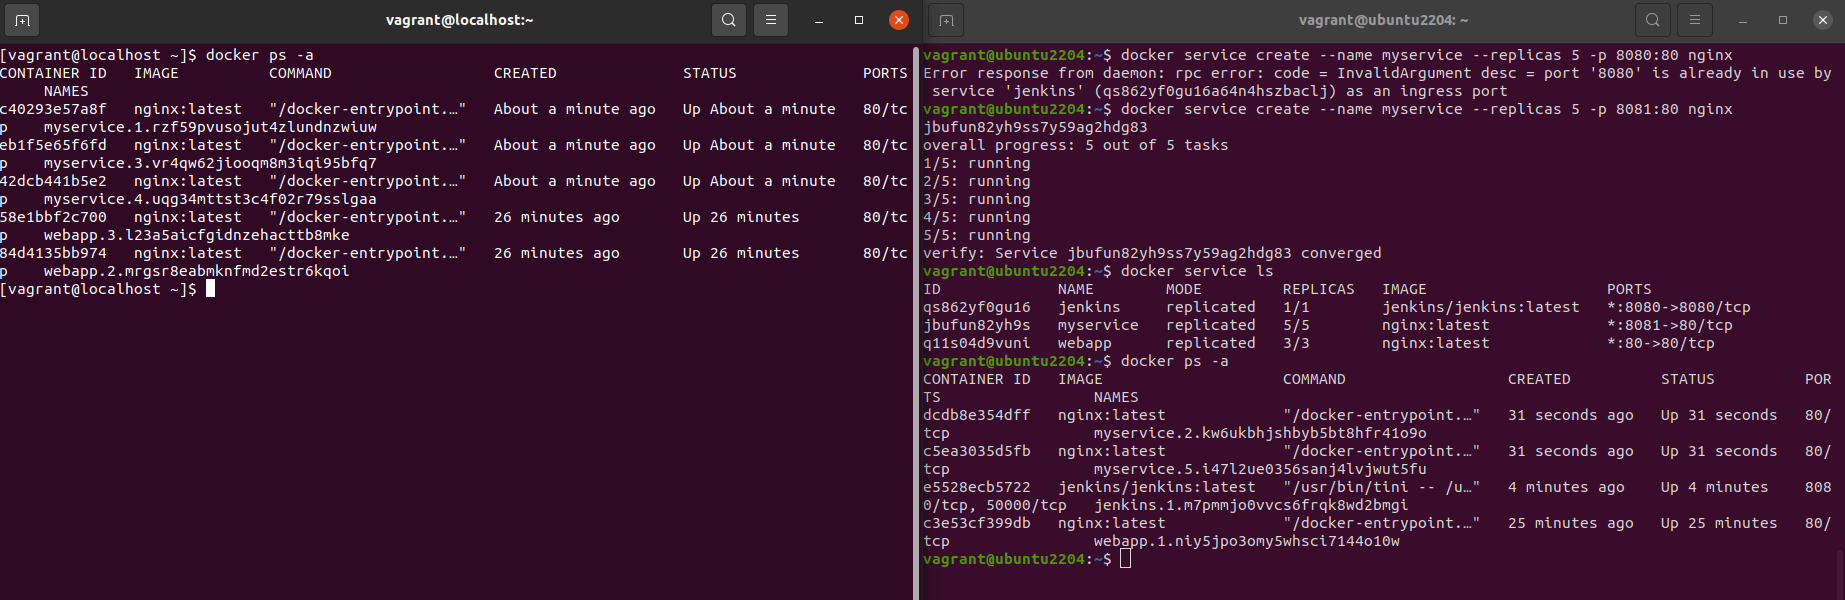 vagrant@localhost:~
[vagrant@localhost ~]$ docker ps -a
CONTAINER ID   IMAGE          COMMAND                  CREATED              STATUS              PORTS
     NAMES
c40293e57a8f   nginx:latest   "/docker-entrypoint.…"   About a minute ago   Up About a minute   80/tc
p    myservice.1.rzf59pvusojut4zlundnzwiuw
eb1f5e65f6fd   nginx:latest   "/docker-entrypoint.…"   About a minute ago   Up About a minute   80/tc
p    myservice.3.vr4qw62jiooqm8m3iqi95bfq7
42dcb441b5e2   nginx:latest   "/docker-entrypoint.…"   About a minute ago   Up About a minute   80/tc
p    myservice.4.uqg34mttst3c4f02r79sslgaa
58e1bbf2c700   nginx:latest   "/docker-entrypoint.…"   26 minutes ago       Up 26 minutes       80/tc
p    webapp.3.l23a5aicfgidnzehacttb8mke
84d4135bb974   nginx:latest   "/docker-entrypoint.…"   26 minutes ago       Up 26 minutes       80/tc
p    webapp.2.mrgsr8eabmknfmd2estr6kqoi
[vagrant@localhost ~]$
vagrant@ubuntu2204: ~
vagrant@ubuntu2204:~$ docker service create --name myservice --replicas 5 -p 8080:80 nginx
Error response from daemon: rpc error: code = InvalidArgument desc = port '8080' is already in use by
 service 'jenkins' (qs862yf0gu16a64n4hszbaclj) as an ingress port
vagrant@ubuntu2204:~$ docker service create --name myservice --replicas 5 -p 8081:80 nginx
jbufun82yh9ss7y59ag2hdg83
overall progress: 5 out of 5 tasks
1/5: running
2/5: running
3/5: running
4/5: running
5/5: running
verify: Service jbufun82yh9ss7y59ag2hdg83 converged
vagrant@ubuntu2204:~$ docker service ls
ID             NAME        MODE         REPLICAS   IMAGE                    PORTS
qs862yf0gu16   jenkins     replicated   1/1        jenkins/jenkins:latest   *:8080->8080/tcp
jbufun82yh9s   myservice   replicated   5/5        nginx:latest             *:8081->80/tcp
q11s04d9vuni   webapp      replicated   3/3        nginx:latest             *:80->80/tcp
vagrant@ubuntu2204:~$ docker ps -a
CONTAINER ID   IMAGE                    COMMAND                  CREATED          STATUS          POR
TS                 NAMES
dcdb8e354dff   nginx:latest             "/docker-entrypoint.…"   31 seconds ago   Up 31 seconds   80/
tcp                myservice.2.kw6ukbhjshbyb5bt8hfr41o9o
c5ea3035d5fb   nginx:latest             "/docker-entrypoint.…"   31 seconds ago   Up 31 seconds   80/
tcp                myservice.5.i47l2ue0356sanj4lvjwut5fu
e5528ecb5722   jenkins/jenkins:latest   "/usr/bin/tini -- /u…"   4 minutes ago    Up 4 minutes    808
0/tcp, 50000/tcp   jenkins.1.m7pmmjo0vvcs6frqk8wd2bmgi
c3e53cf399db   nginx:latest             "/docker-entrypoint.…"   25 minutes ago   Up 25 minutes   80/
tcp                webapp.1.niy5jpo3omy5whsci7144o10w
vagrant@ubuntu2204:~$